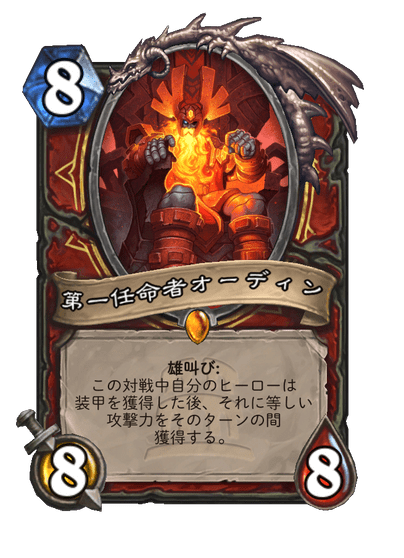 8
第一任命者オーディン
雄叫び:
この対戦中自分のヒーローは
装甲を獲得した後、それに等しい
攻撃力をそのターンの間
獲得する。
8
8